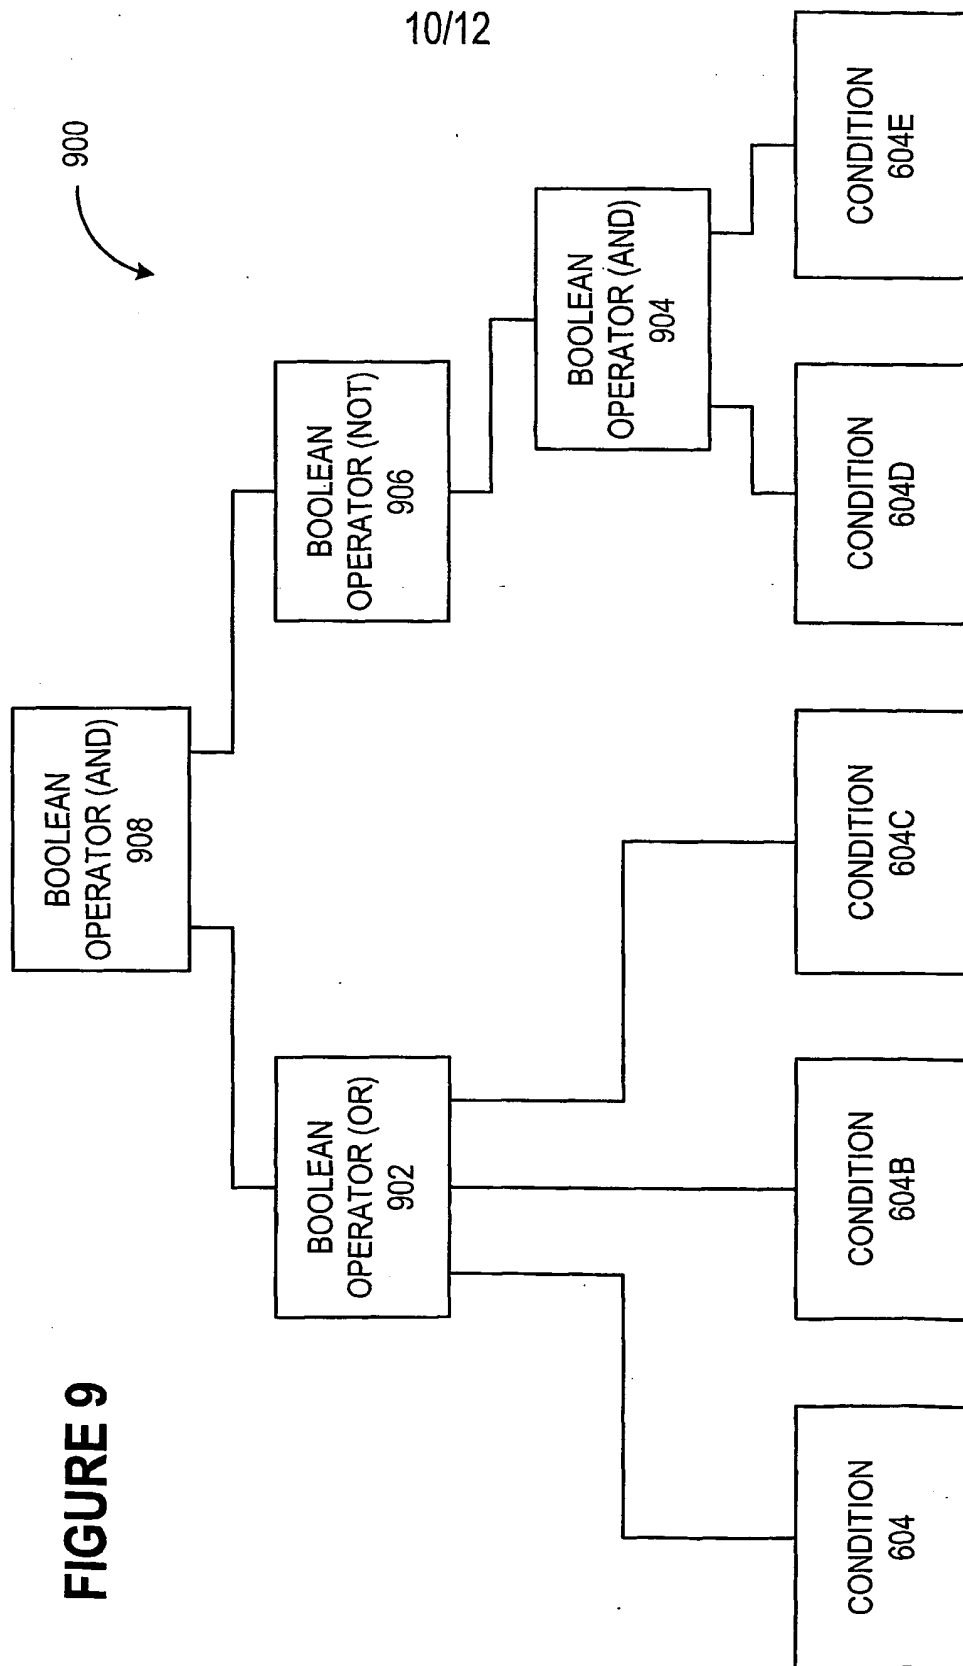 10/12
FIGURE 9
900
BOOLEAN
OPERATOR (AND)
908
BOOLEAN
OPERATOR (OR)
902
BOOLEAN
OPERATOR (NOT)
906
BOOLEAN
OPERATOR (AND)
904
CONDITION
604
CONDITION
604B
CONDITION
604C
CONDITION
604D
CONDITION
604E